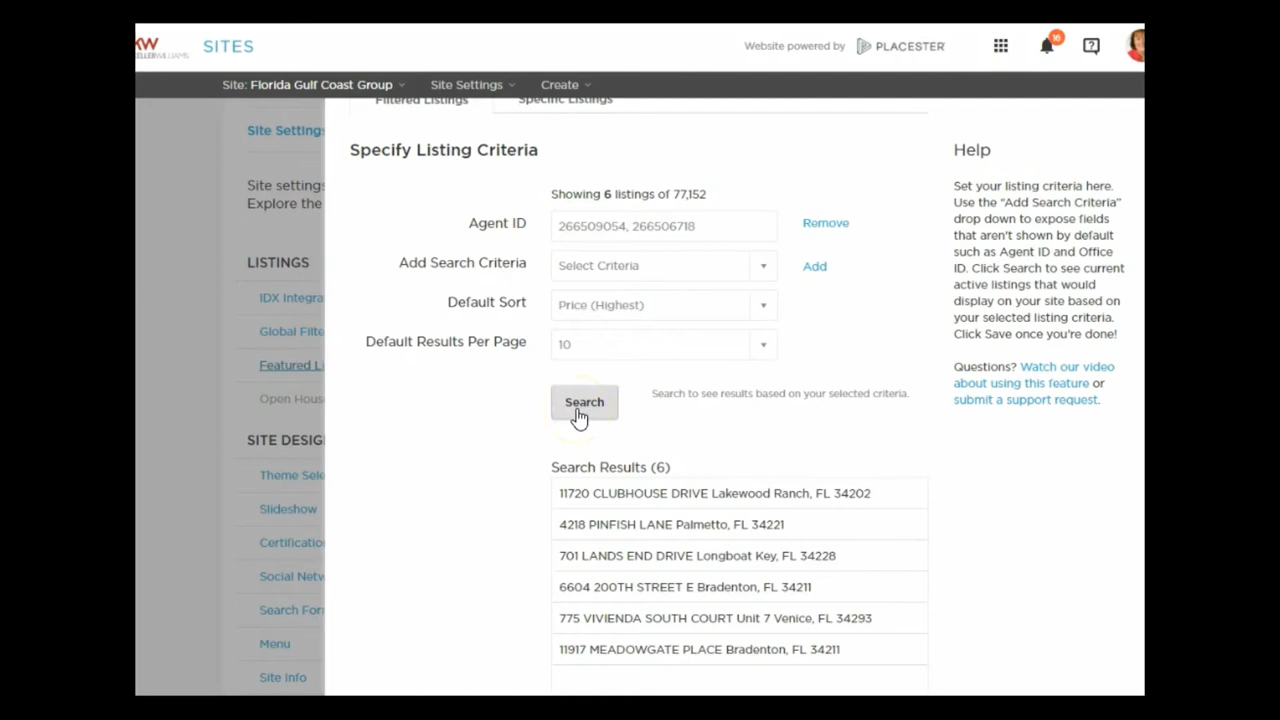 KW
KELLERWILLIAMS
SITES
Website powered by PLACESTER
16
Site: Florida Gulf Coast Group
Site Settings
Create
Filtered Listings
Specific Listings
Site Settings
Site settings
Explore the
LISTINGS
IDX Integra
Global Filte
Featured Li
Open Hous
SITE DESIG
Theme Sele
Slideshow
Certificatio
Social Netw
Search For
Menu
Site Info
Specify Listing Criteria
Showing 6 listings of 77,152
Agent ID
266509054, 266506718
Remove
Add Search Criteria
Select Criteria
Add
Default Sort
Price (Highest)
Default Results Per Page
10
Search
Search to see results based on your selected criteria.
Search Results (6)
11720 CLUBHOUSE DRIVE Lakewood Ranch, FL 34202
4218 PINFISH LANE Palmetto, FL 34221
701 LANDS END DRIVE Longboat Key, FL 34228
6604 200TH STREET E Bradenton, FL 34211
775 VIVIENDA SOUTH COURT Unit 7 Venice, FL 34293
11917 MEADOWGATE PLACE Bradenton, FL 34211
Help
Set your listing criteria here.
Use the “Add Search Criteria”
drop down to expose fields
that aren't shown by default
such as Agent ID and Office
ID. Click Search to see current
active listings that would
display on your site based on
your selected listing criteria.
Click Save once you're done!
Questions? Watch our video
about using this feature or
submit a support request.